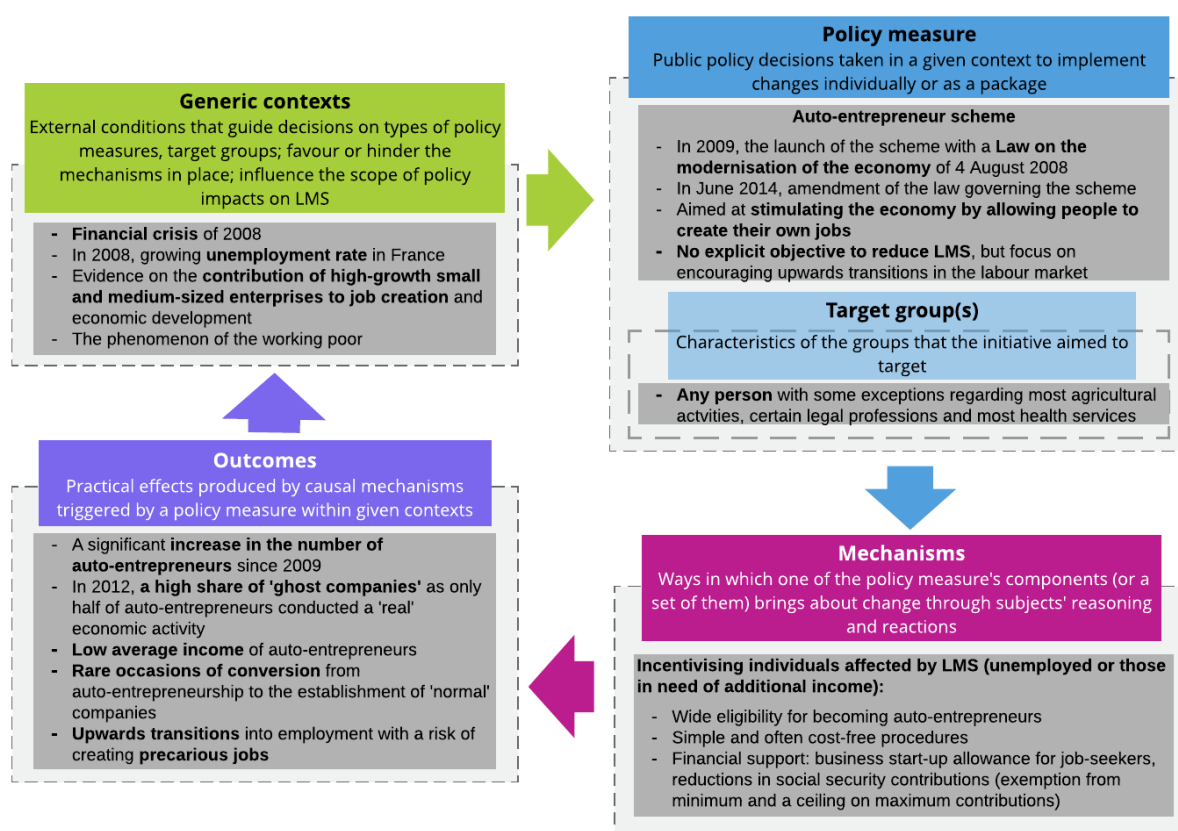 Generic contexts
External conditions that guide decisions on types of policy
measures, target groups; favour or hinder the
mechanisms in place; influence the scope of policy
impacts on LMS
- Financial crisis of 2008
- In 2008, growing unemployment rate in France
- Evidence on the contribution of high-growth small
and medium-sized enterprises to job creation and
economic development
- The phenomenon of the working poor
Policy measure
Public policy decisions taken in a given context to implement
changes individually or as a package
Auto-entrepreneur scheme
- In 2009, the launch of the scheme with a Law on the
modernisation of the economy of 4 August 2008
- In June 2014, amendment of the law governing the scheme
- Aimed at stimulating the economy by allowing people to
create their own jobs
- No explicit objective to reduce LMS, but focus on
encouraging upwards transitions in the labour market
Target group(s)
Characteristics of the groups that the initiative aimed to
target
- Any person with some exceptions regarding most agricultural
actvities, certain legal professions and most health services
Mechanisms
Ways in which one of the policy measure's components (or a
set of them) brings about change through subjects' reasoning
and reactions
Incentivising individuals affected by LMS (unemployed or those
in need of additional income):
- Wide eligibility for becoming auto-entrepreneurs
- Simple and often cost-free procedures
- Financial support: business start-up allowance for job-seekers,
reductions in social security contributions (exemption from
minimum and a ceiling on maximum contributions)
Outcomes
Practical effects produced by causal mechanisms
triggered by a policy measure within given contexts
- A significant increase in the number of
auto-entrepreneurs since 2009
- In 2012, a high share of 'ghost companies' as only
half of auto-entrepreneurs conducted a 'real'
economic activity
- Low average income of auto-entrepreneurs
- Rare occasions of conversion from
auto-entrepreneurship to the establishment of 'normal'
companies
- Upwards transitions into employment with a risk of
creating precarious jobs